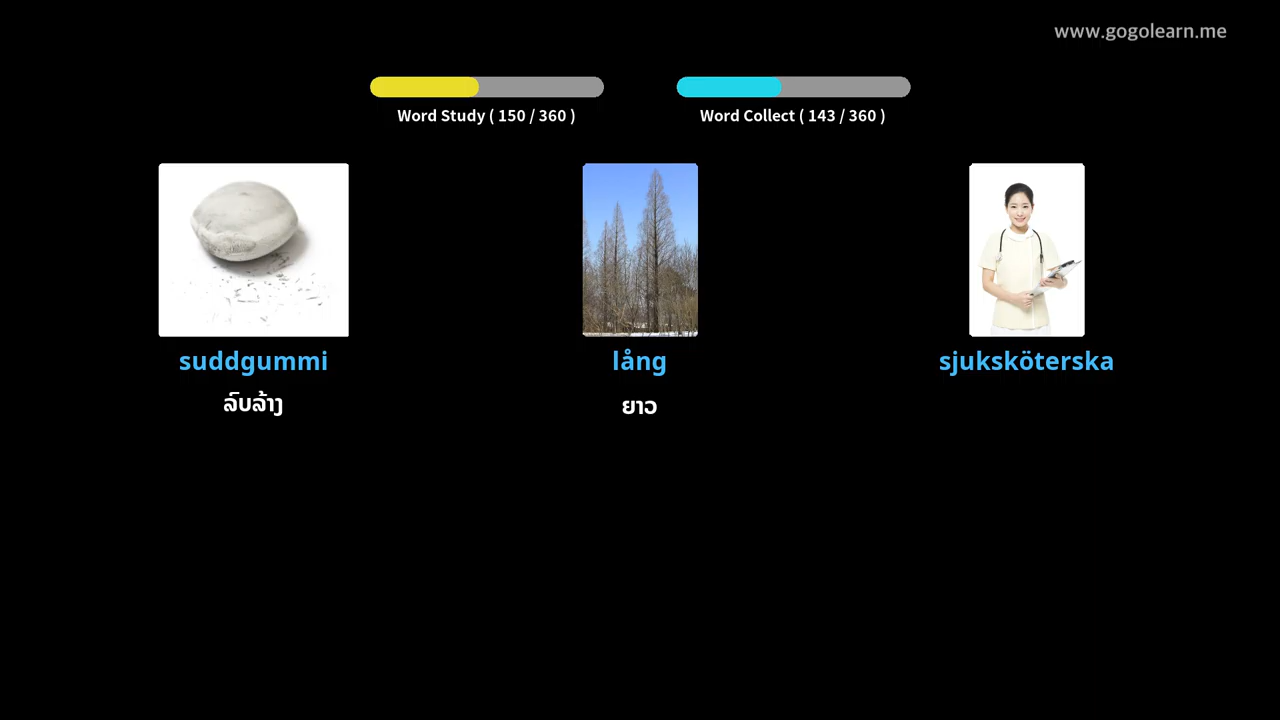 www.gogolearn.me
Word Study ( 150 / 360 )
Word Collect ( 143 / 360 )
suddgummi
lång
sjuksköterska
ລົບລ້າງ
ຍາວ